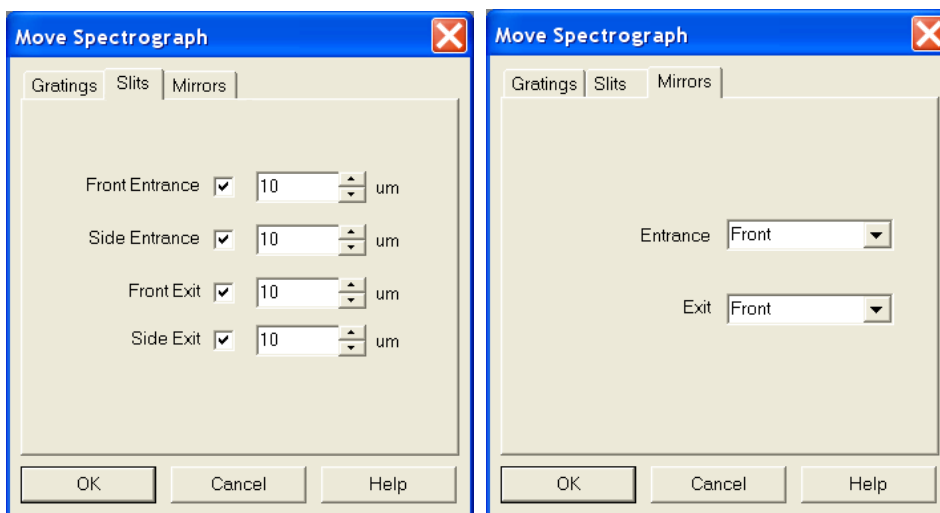 Move Spectrograph
Gratings Slits Mirrors
Front Entrance 10 um
Side Entrance 10 um
Front Exit 10 um
Side Exit 10 um
OK Cancel Help
Move Spectrograph
Gratings Slits Mirrors
Entrance Front
Exit Front
OK Cancel Help